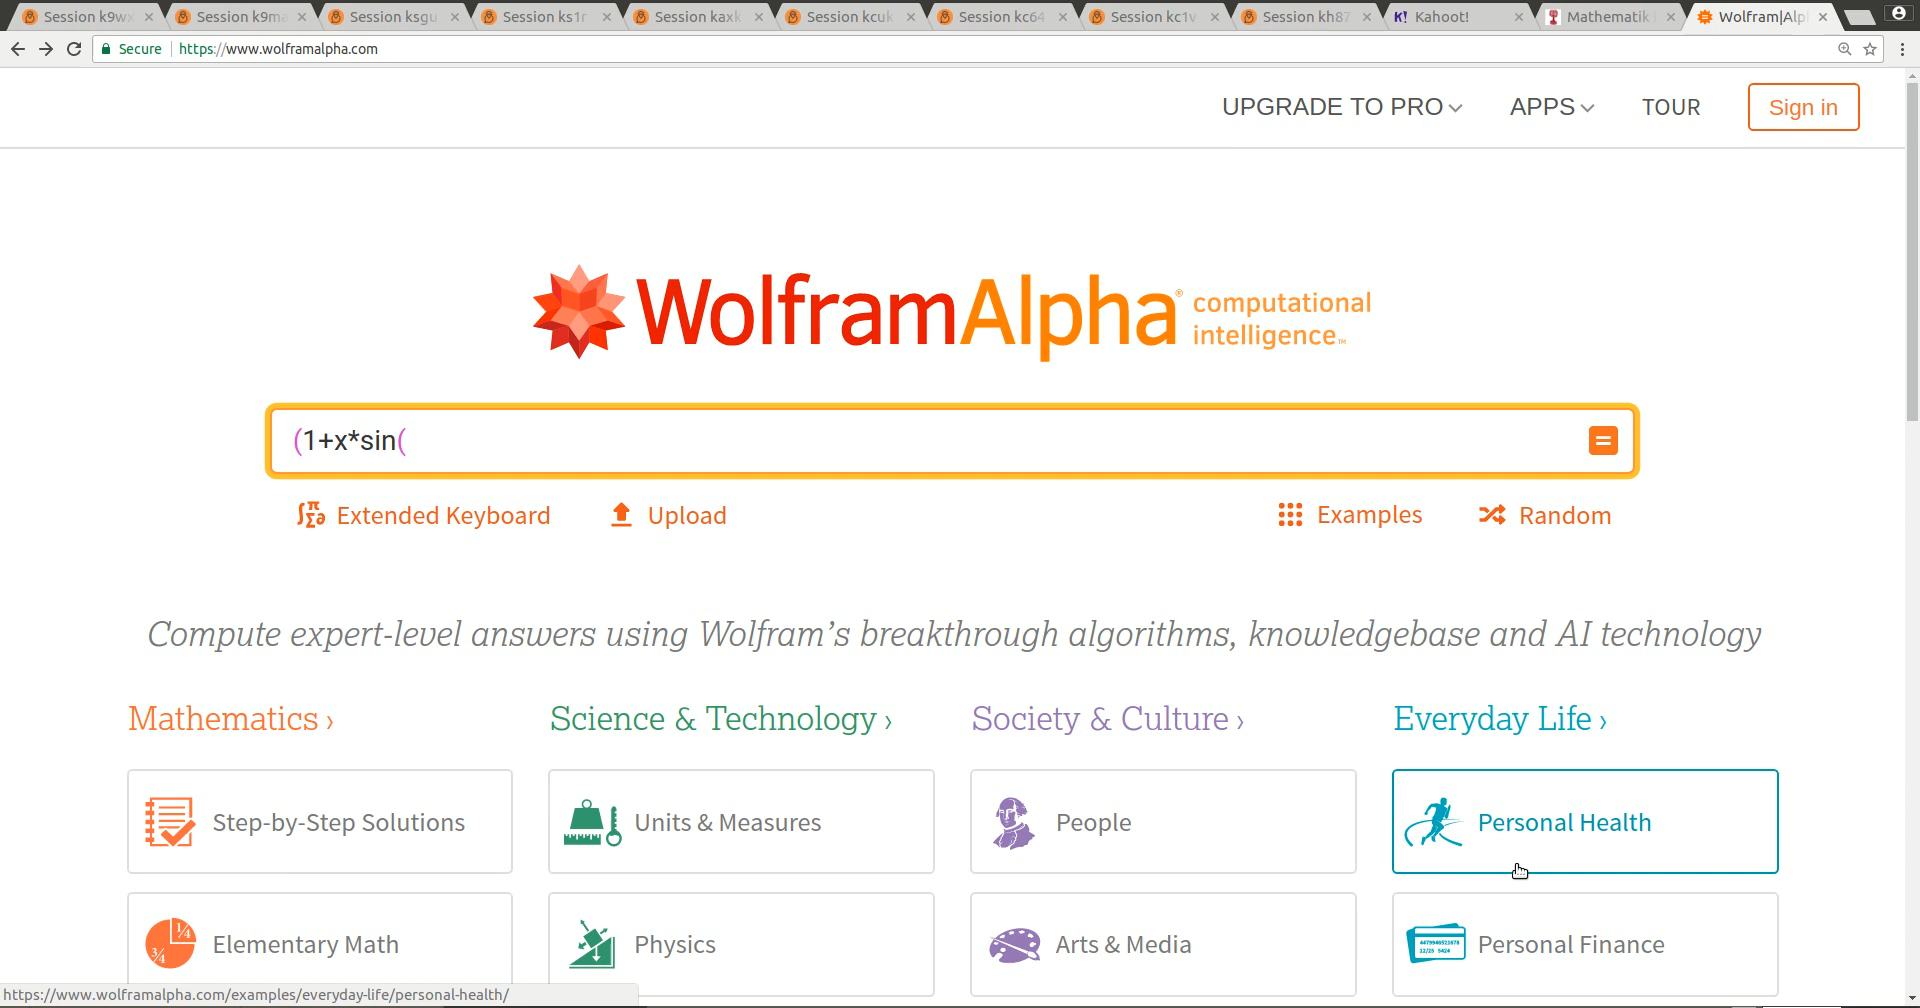 Session k9wx Session k9ma Session ksgu Session ks1r Session kaxk Session kcuk Session kc64 Session kc1v Session kh87 K! Kahoot! Mathematik Wolfram|Alp
Secure https://www.wolframalpha.com
UPGRADE TO PRO APPS TOUR Sign in
WolframAlpha® computational
intelligence™
(1+x*sin(
Extended Keyboard Upload Examples Random
Compute expert-level answers using Wolfram's breakthrough algorithms, knowledgebase and AI technology
Mathematics › Science & Technology › Society & Culture › Everyday Life ›
Step-by-Step Solutions Units & Measures People Personal Health
Elementary Math Physics Arts & Media Personal Finance
https://www.wolframalpha.com/examples/everyday-life/personal-health/